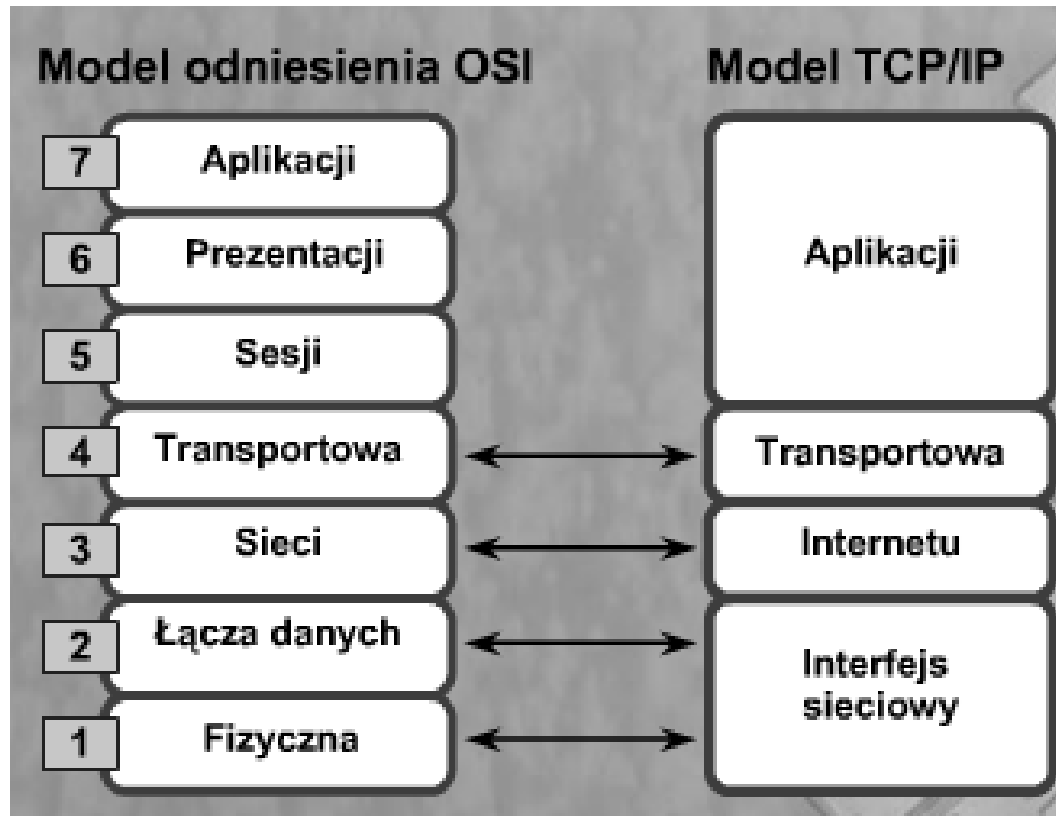 Model odniesienia OSI
7 Aplikacji
6 Prezentacji
5 Sesji
4 Transportowa
3 Sieci
2 Łącza danych
1 Fizyczna
Model TCP/IP
Aplikacji
Transportowa
Internetu
Interfejs
sieciowy